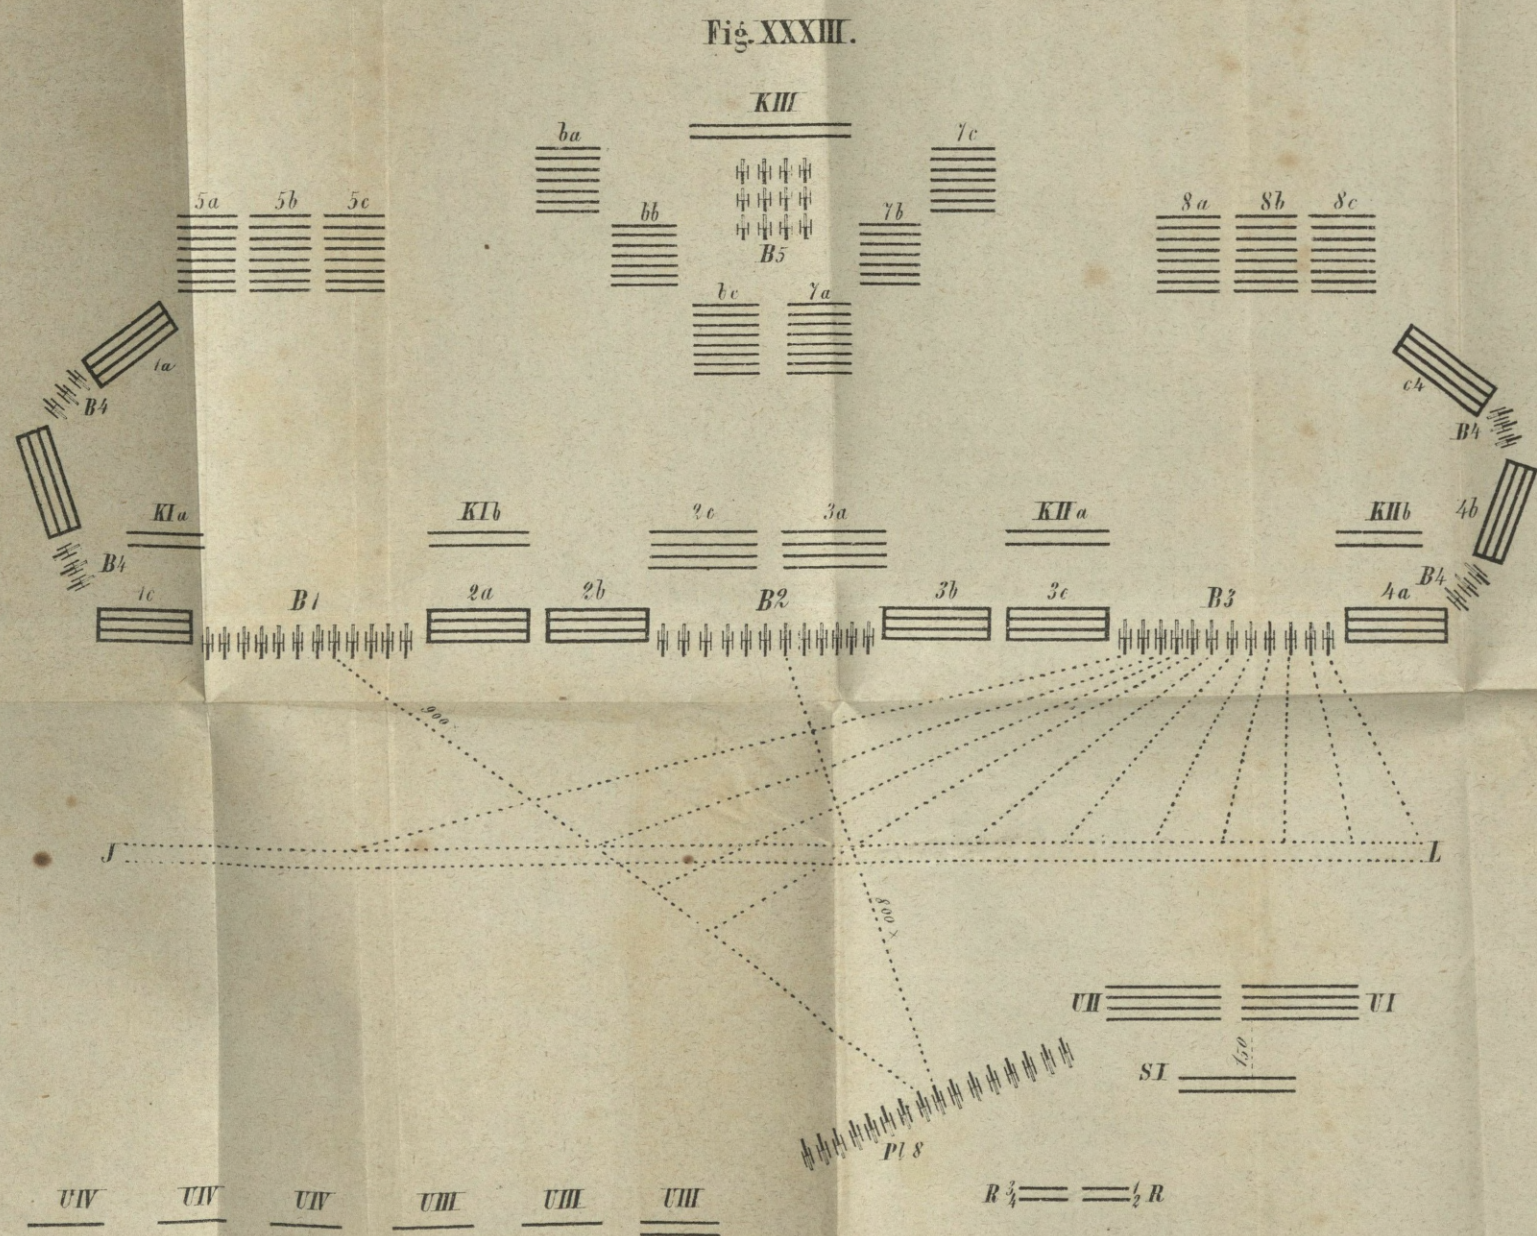 Fig. XXXIII.
KIII
6a 7c
5a 5b 5c 6b 7b 8a 8b 8c
B5
6c 7a
1a c4
B4 B4
KIa KIb 2c 3a KIIa KIIb 4b
B4 B4
1c B1 2a 2b B2 3b 3c B3 4a
900
J L
800 x
UII UI
150
SI
Pl 8
R 3/4 1/2 R
UIV UIV UIV UIII UIII UIII